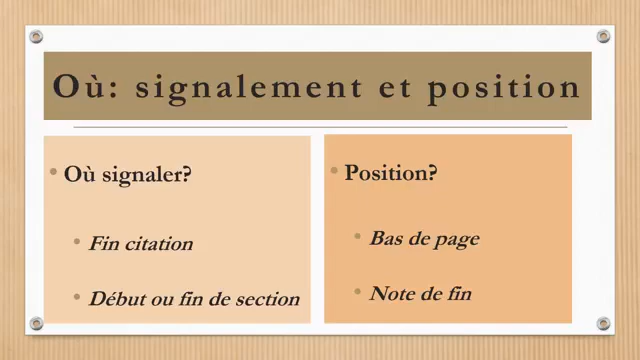 Où: signalement et position
Où signaler?
Fin citation
Début ou fin de section
Position?
Bas de page
Note de fin